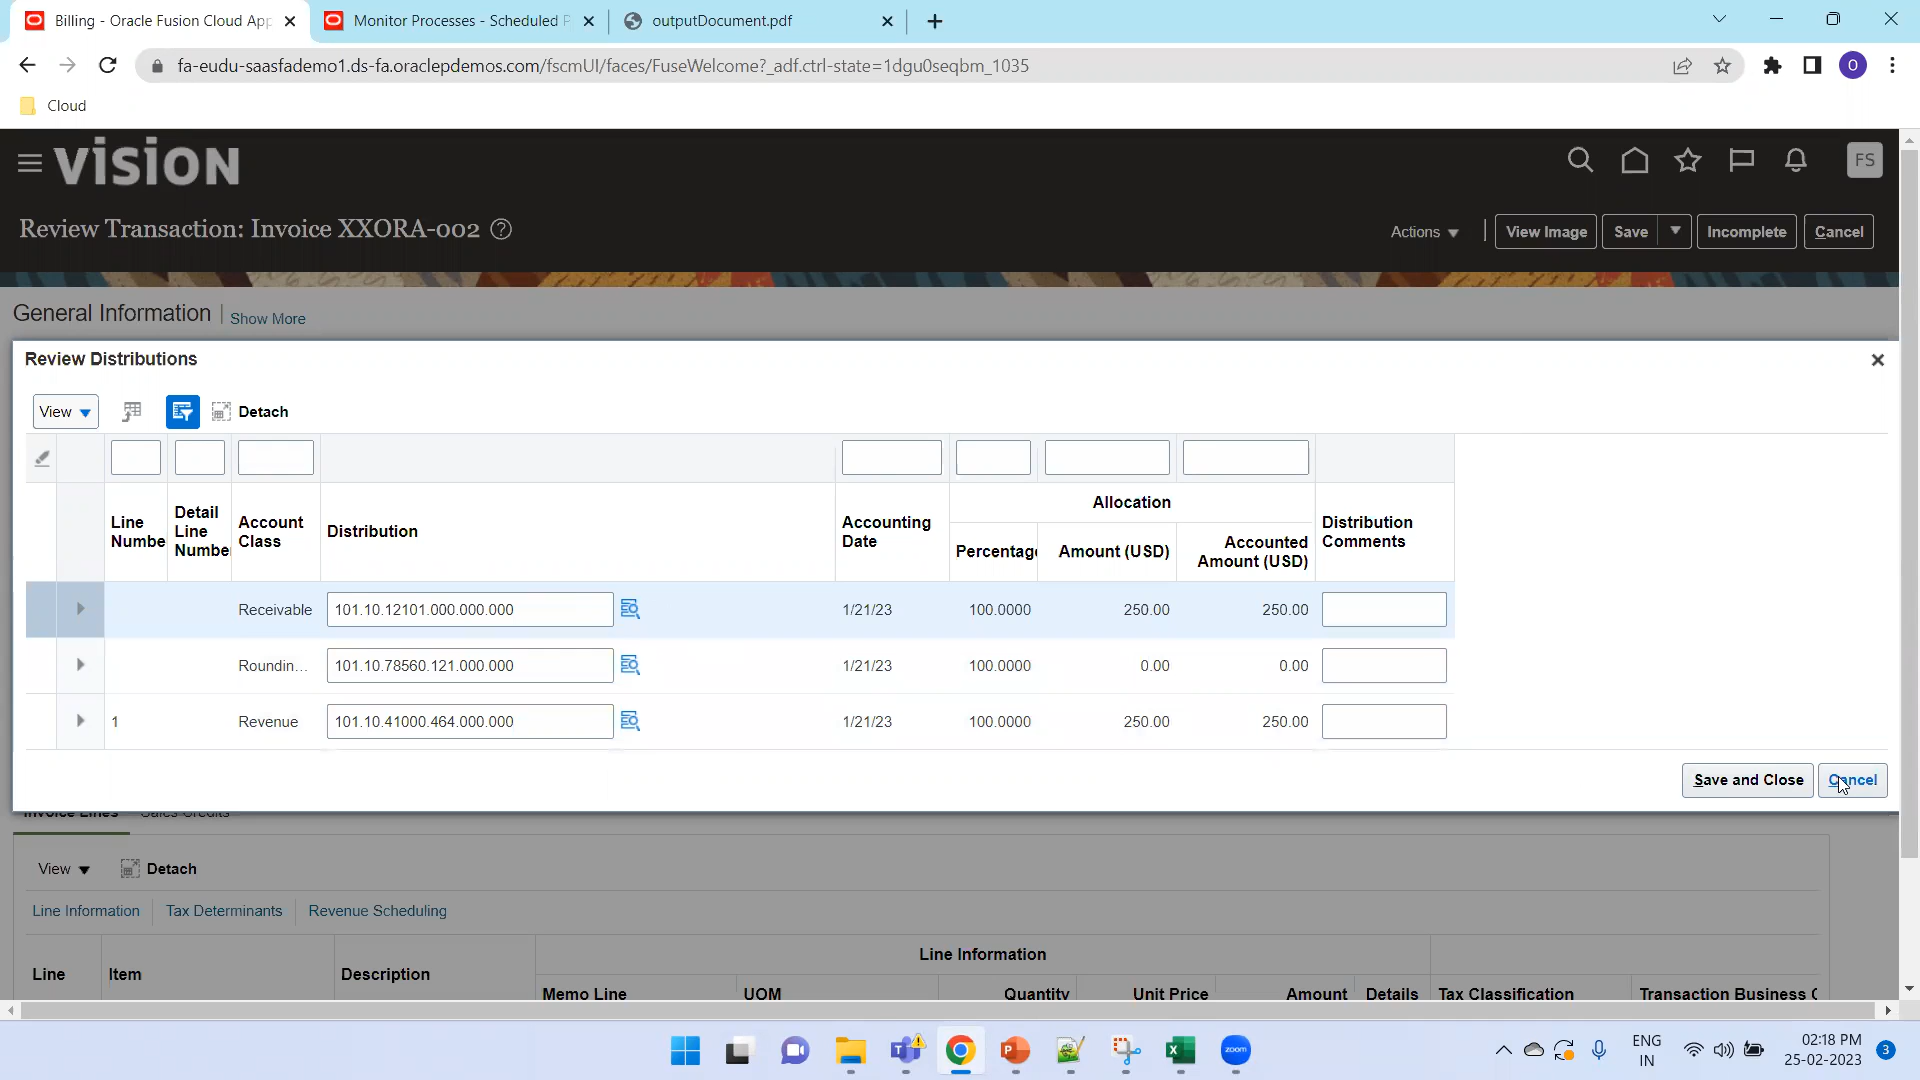 Billing - Oracle Fusion Cloud App
Monitor Processes - Scheduled P
outputDocument.pdf
fa-eudu-saasfademo1.ds-fa.oraclepdemos.com/fscmUI/faces/FuseWelcome?_adf.ctrl-state=1dgu0seqbm_1035
O
Cloud
VISION
FS
Review Transaction: Invoice XXORA-002
Actions
View Image
Save
Incomplete
Cancel
General Information
Show More
Review Distributions
View
Detach
Line Numbe
Detail Line Numbe
Account Class
Distribution
Accounting Date
Allocation
Percentag
Amount (USD)
Accounted Amount (USD)
Distribution Comments
Receivable 101.10.12101.000.000.000 1/21/23 100.0000 250.00 250.00
Roundin... 101.10.78560.121.000.000 1/21/23 100.0000 0.00 0.00
1 Revenue 101.10.41000.464.000.000 1/21/23 100.0000 250.00 250.00
Save and Close
Cancel
Invoice Lines Sales Credits
View
Detach
Line Information
Tax Determinants
Revenue Scheduling
Line Information
Line Item Description
Memo Line UOM Quantity Unit Price Amount Details Tax Classification Transaction Business C
zoom
ENG
IN
02:18 PM
25-02-2023
3